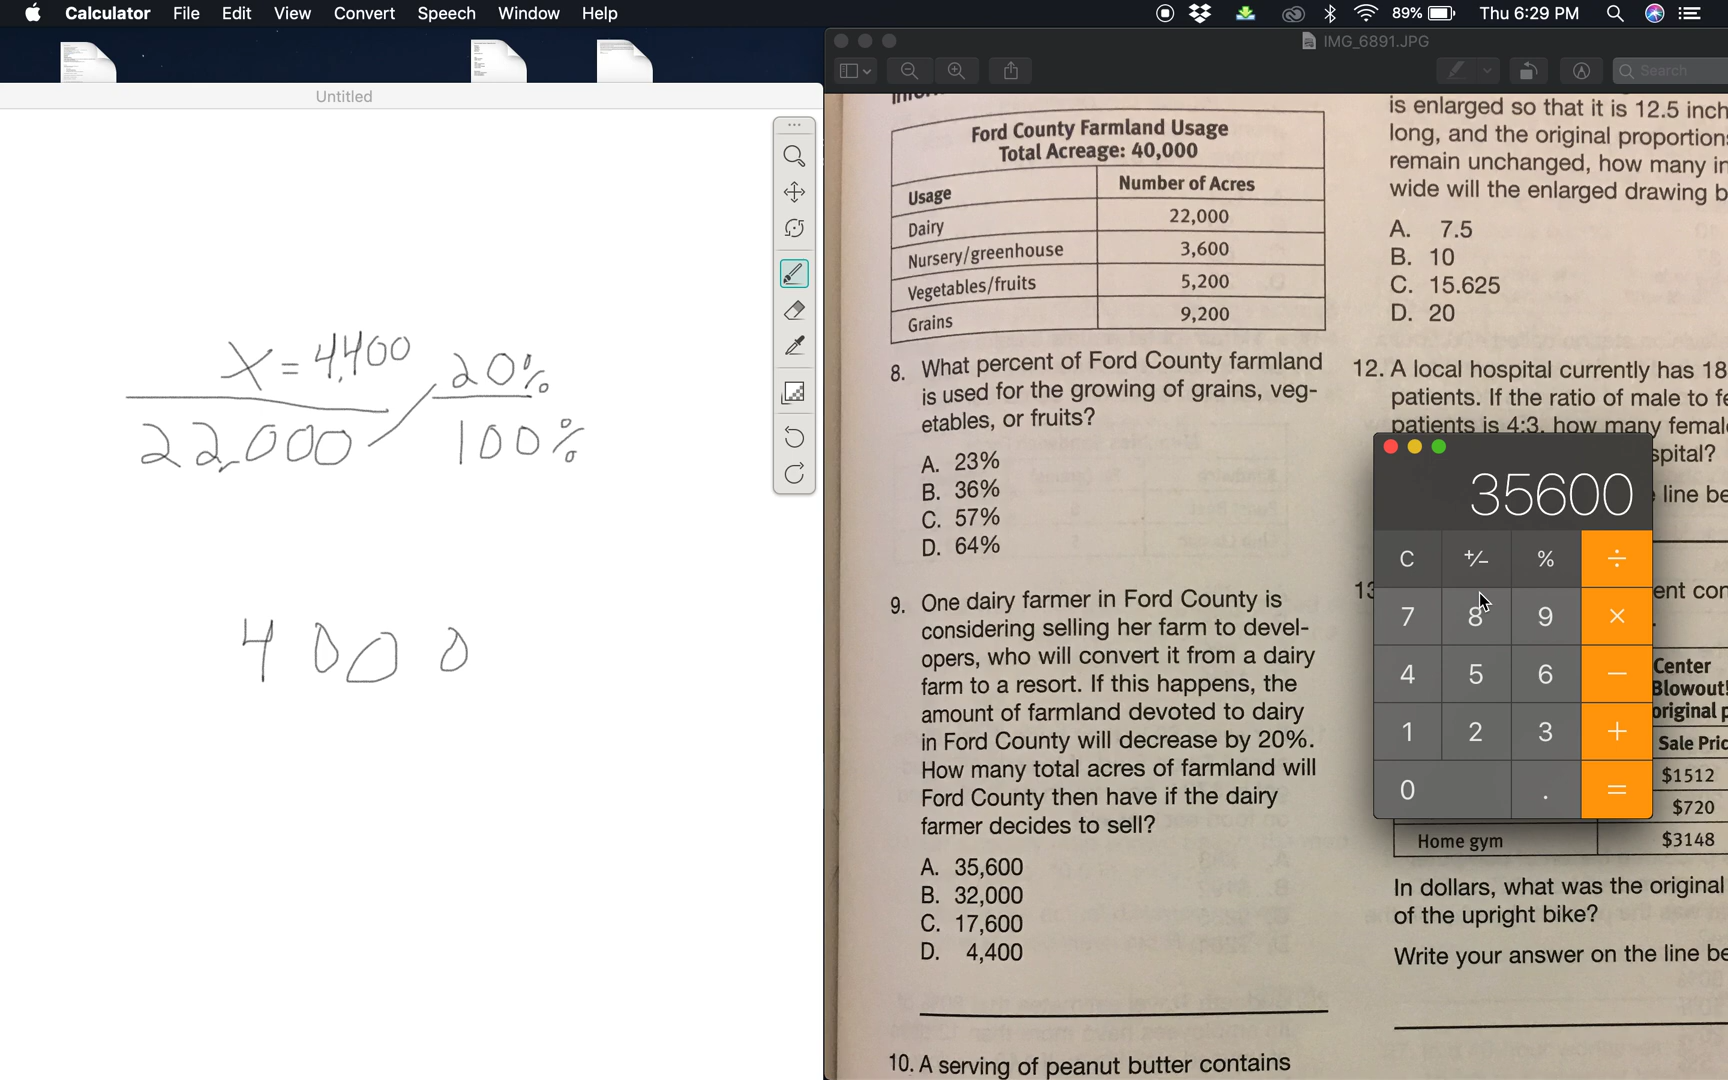 Calculator File Edit View Convert Speech Window Help
89% Thu 6:29 PM
Untitled
X = 4,400 20%
22,000 100%
4 0 0 0
IMG_6891.JPG
Search
Ford County Farmland Usage
Total Acreage: 40,000
Usage Number of Acres
Dairy 22,000
Nursery/greenhouse 3,600
Vegetables/fruits 5,200
Grains 9,200
8. What percent of Ford County farmland
is used for the growing of grains, veg-
etables, or fruits?
A. 23%
B. 36%
C. 57%
D. 64%
9. One dairy farmer in Ford County is
considering selling her farm to devel-
opers, who will convert it from a dairy
farm to a resort. If this happens, the
amount of farmland devoted to dairy
in Ford County will decrease by 20%.
How many total acres of farmland will
Ford County then have if the dairy
farmer decides to sell?
A. 35,600
B. 32,000
C. 17,600
D. 4,400
10. A serving of peanut butter contains
is enlarged so that it is 12.5 inch
long, and the original proportion
remain unchanged, how many in
wide will the enlarged drawing b
A. 7.5
B. 10
C. 15.625
D. 20
12. A local hospital currently has 18
patients. If the ratio of male to fe
patients is 4:3, how many femal
spital?
line be
13
ent con
Center
Blowout!
original p
Sale Pric
$1512
$720
Home gym $3148
In dollars, what was the original
of the upright bike?
Write your answer on the line be
35600
C +/- % ÷
7 8 9 ×
4 5 6 −
1 2 3 +
0 . =